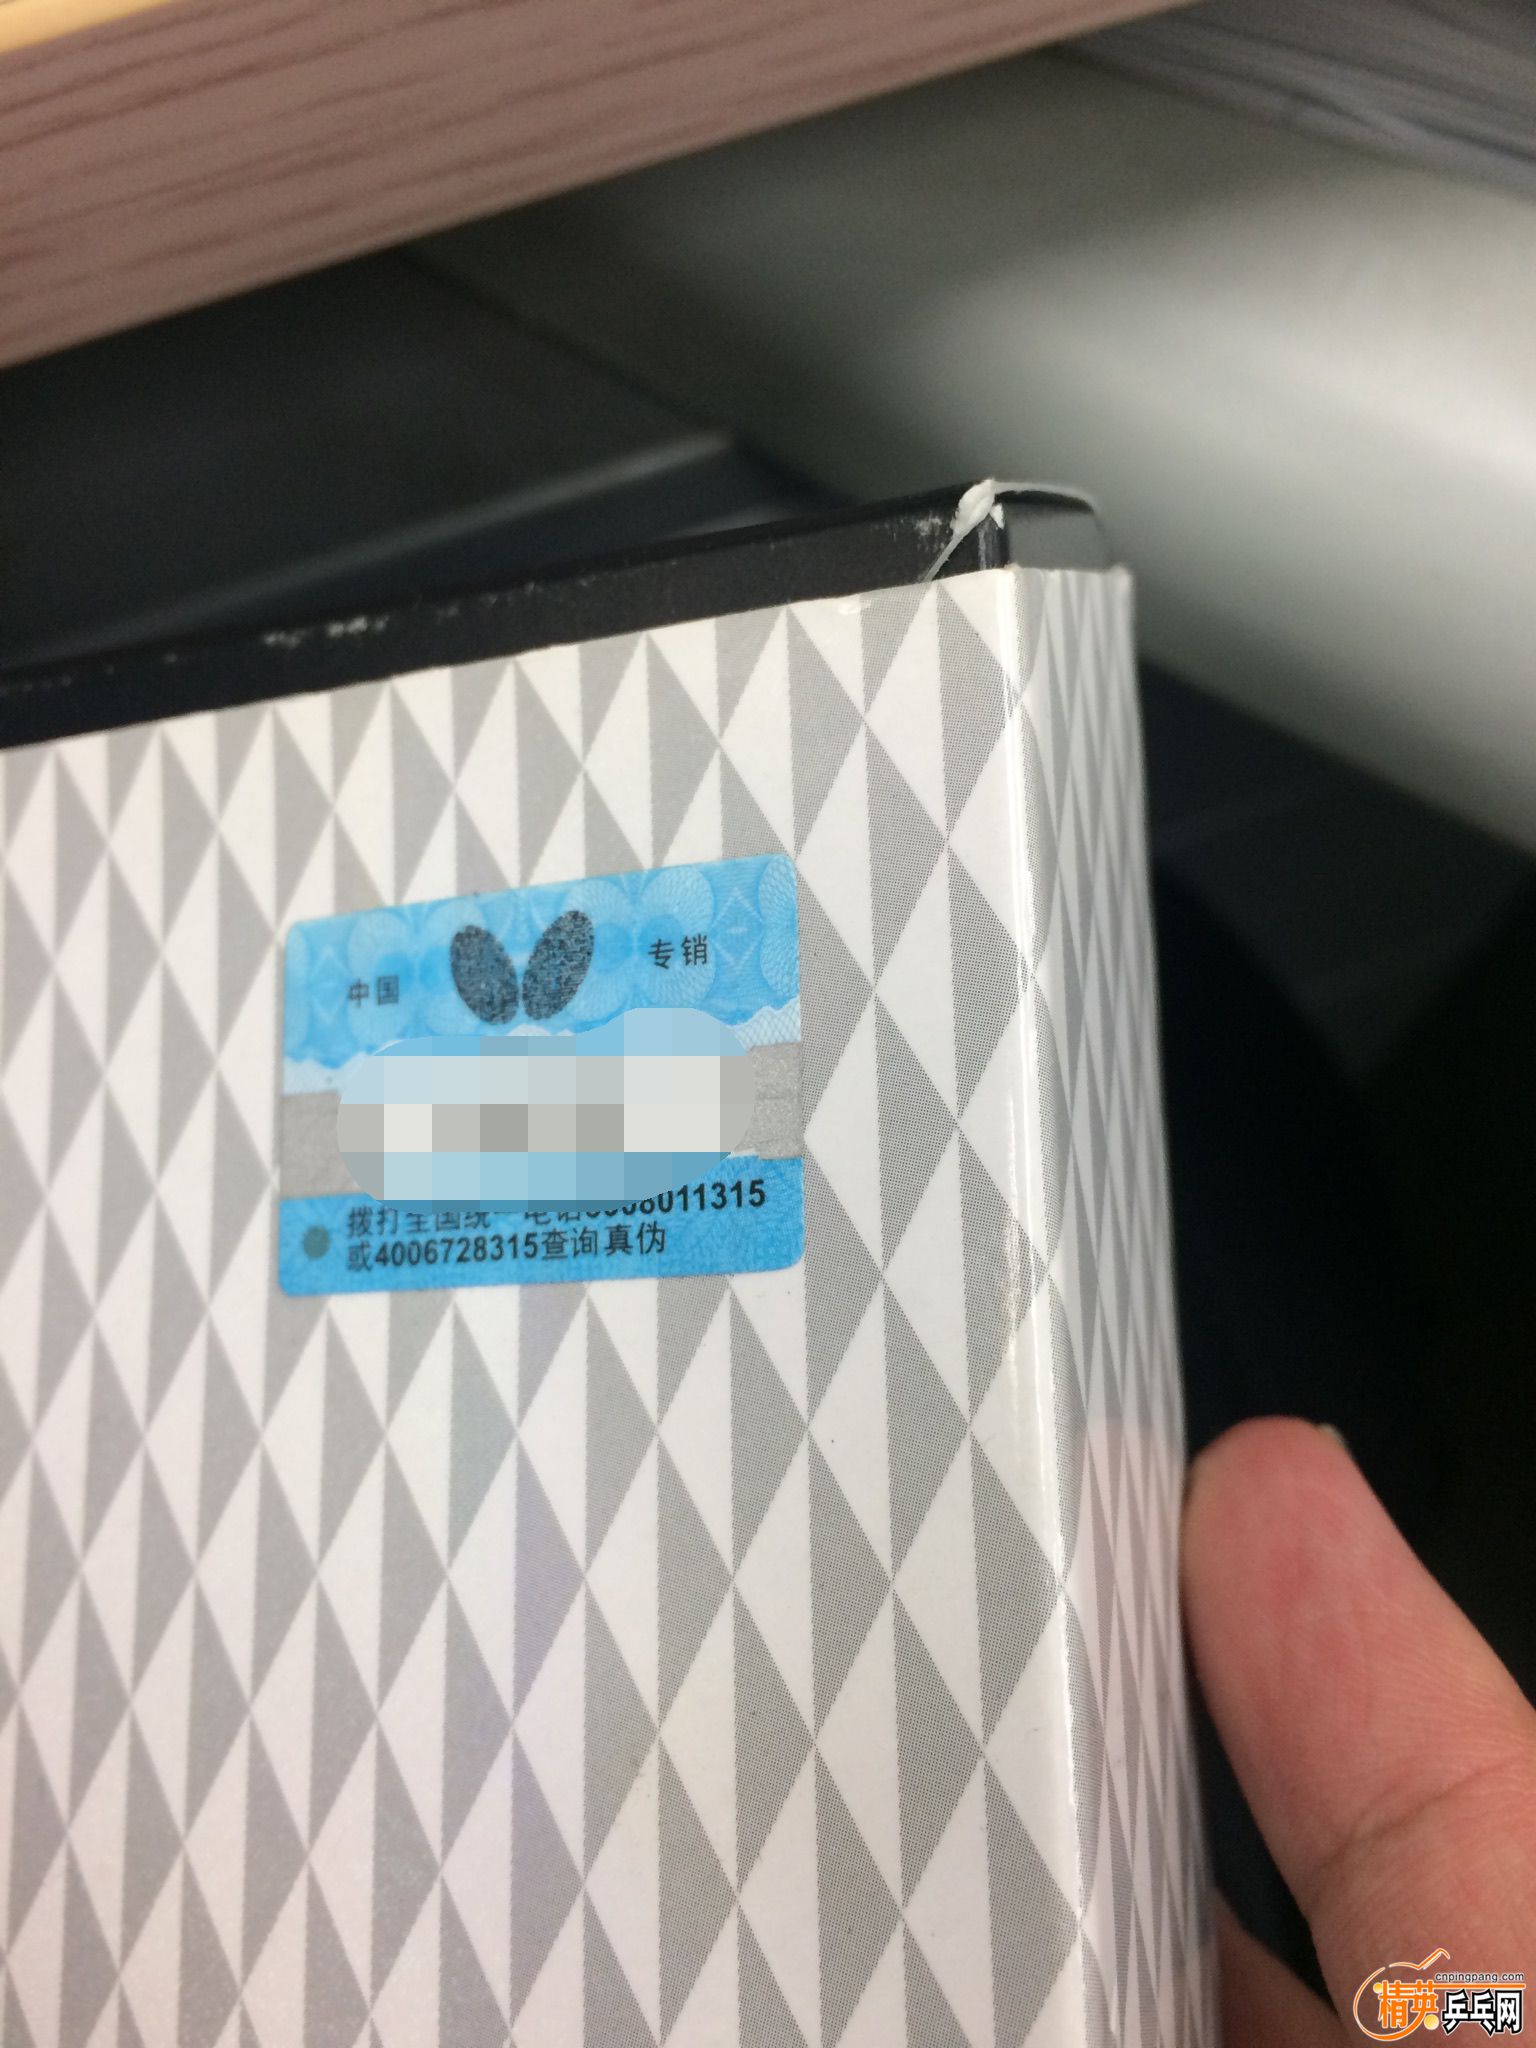 中国 专销
拨打全国统一电话 8011315
或4006728315查询真伪
cnpingpang.com
精英乒乓网